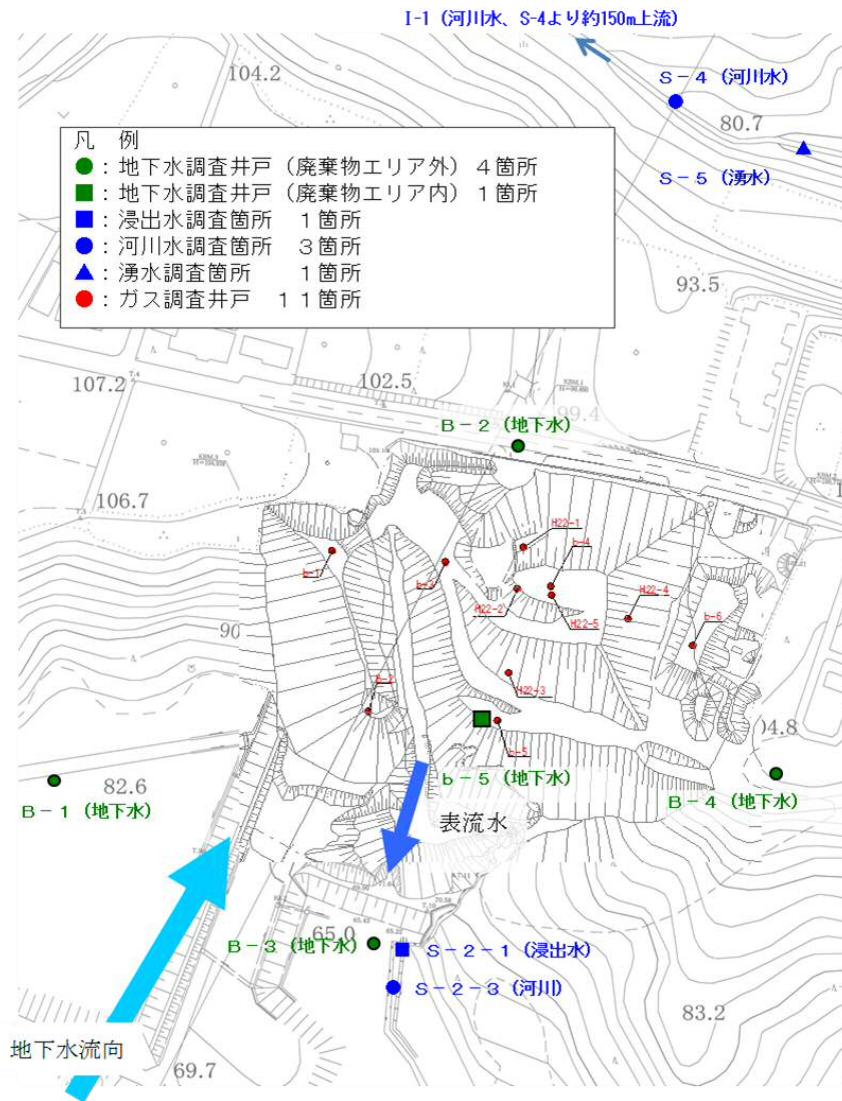 I-1（河川水、S-4より約150m上流）
104.2
S－4（河川水）
80.7
S－5（湧水）
凡　例
●：地下水調査井戸（廃棄物エリア外）４箇所
■：地下水調査井戸（廃棄物エリア内）１箇所
■：浸出水調査箇所　１箇所
●：河川水調査箇所　３箇所
▲：湧水調査箇所　　１箇所
●：ガス調査井戸　１１箇所
93.5
107.2
102.5
99.4
B－2（地下水）
106.7
H22-1
b-1
b-3
b-4
H22-2
H22-5
H22-4
b-6
90
b-2
H22-3
b-5
04.8
82.6
B－1（地下水）
b－5（地下水）
B－4（地下水）
表流水
65.0
B－3（地下水）
S－2－1（浸出水）
S－2－3（河川）
83.2
地下水流向
69.7